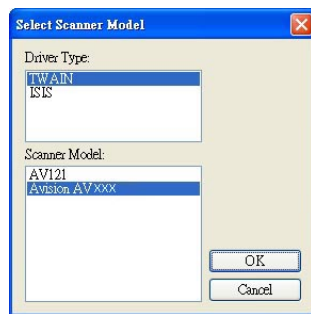 Select Scanner Model
Driver Type:
TWAIN
ISIS
Scanner Model:
AV121
Avision AVXXX
OK
Cancel